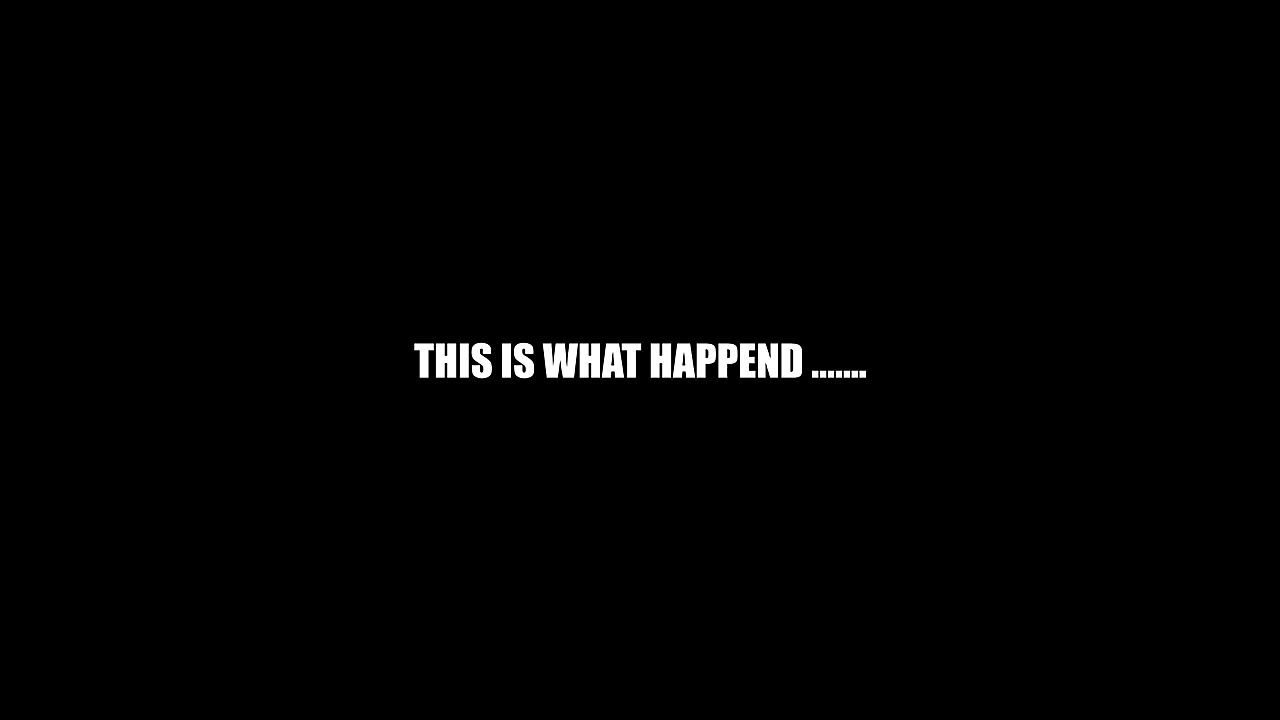 THIS IS WHAT HAPPEND .......